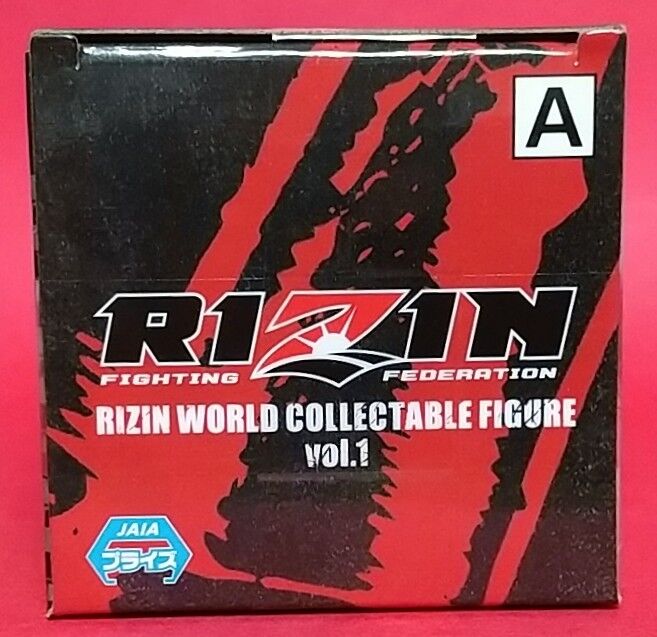 A
RIZIN
FIGHTING FEDERATION
RIZIN WORLD COLLECTABLE FIGURE
vol.1
JAIA
プライズ